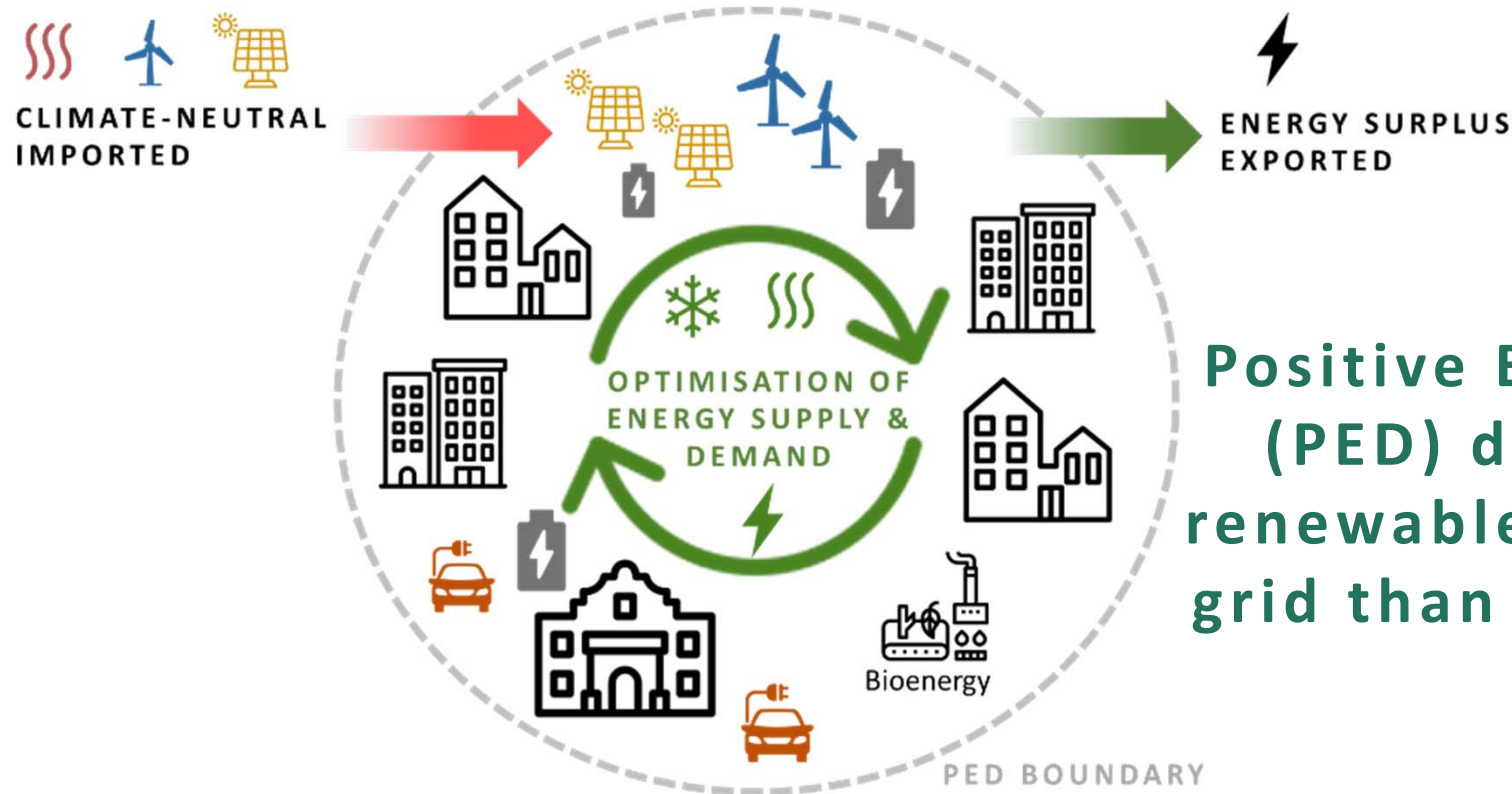 CLIMATE-NEUTRAL
IMPORTED
ENERGY SURPLUS
EXPORTED
OPTIMISATION OF
ENERGY SUPPLY &
DEMAND
Positive
(PED)
renewable
grid than
Bioenergy
PED BOUNDARY